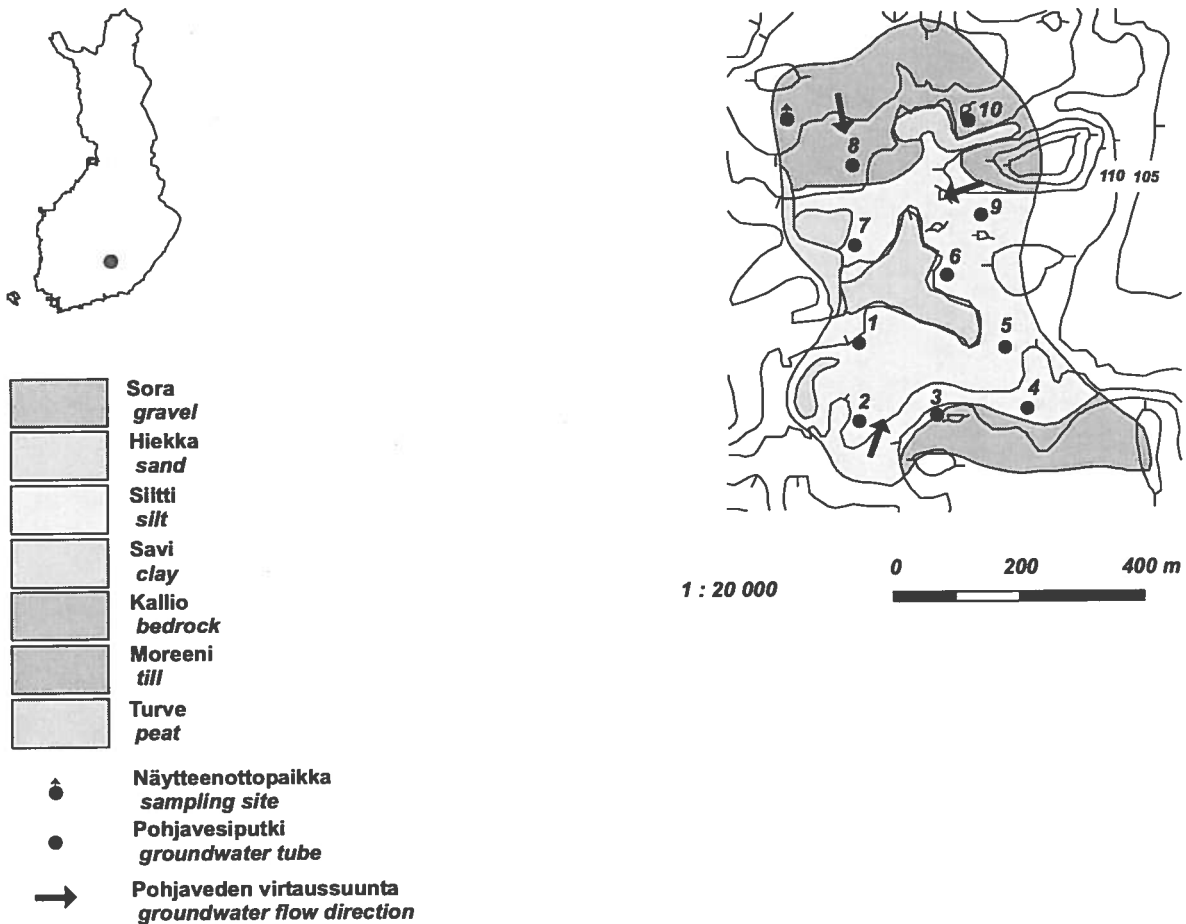 Sora
gravel
Hiekka
sand
Siltti
silt
Savi
clay
Kallio
bedrock
Moreeni
till
Turve
peat
Näytteenottopaikka
sampling site
Pohjavesiputki
groundwater tube
Pohjaveden virtaussuunta
groundwater flow direction
10
8
110 105
9
7
6
1
5
2
3
4
0 200 400 m
1 : 20 000